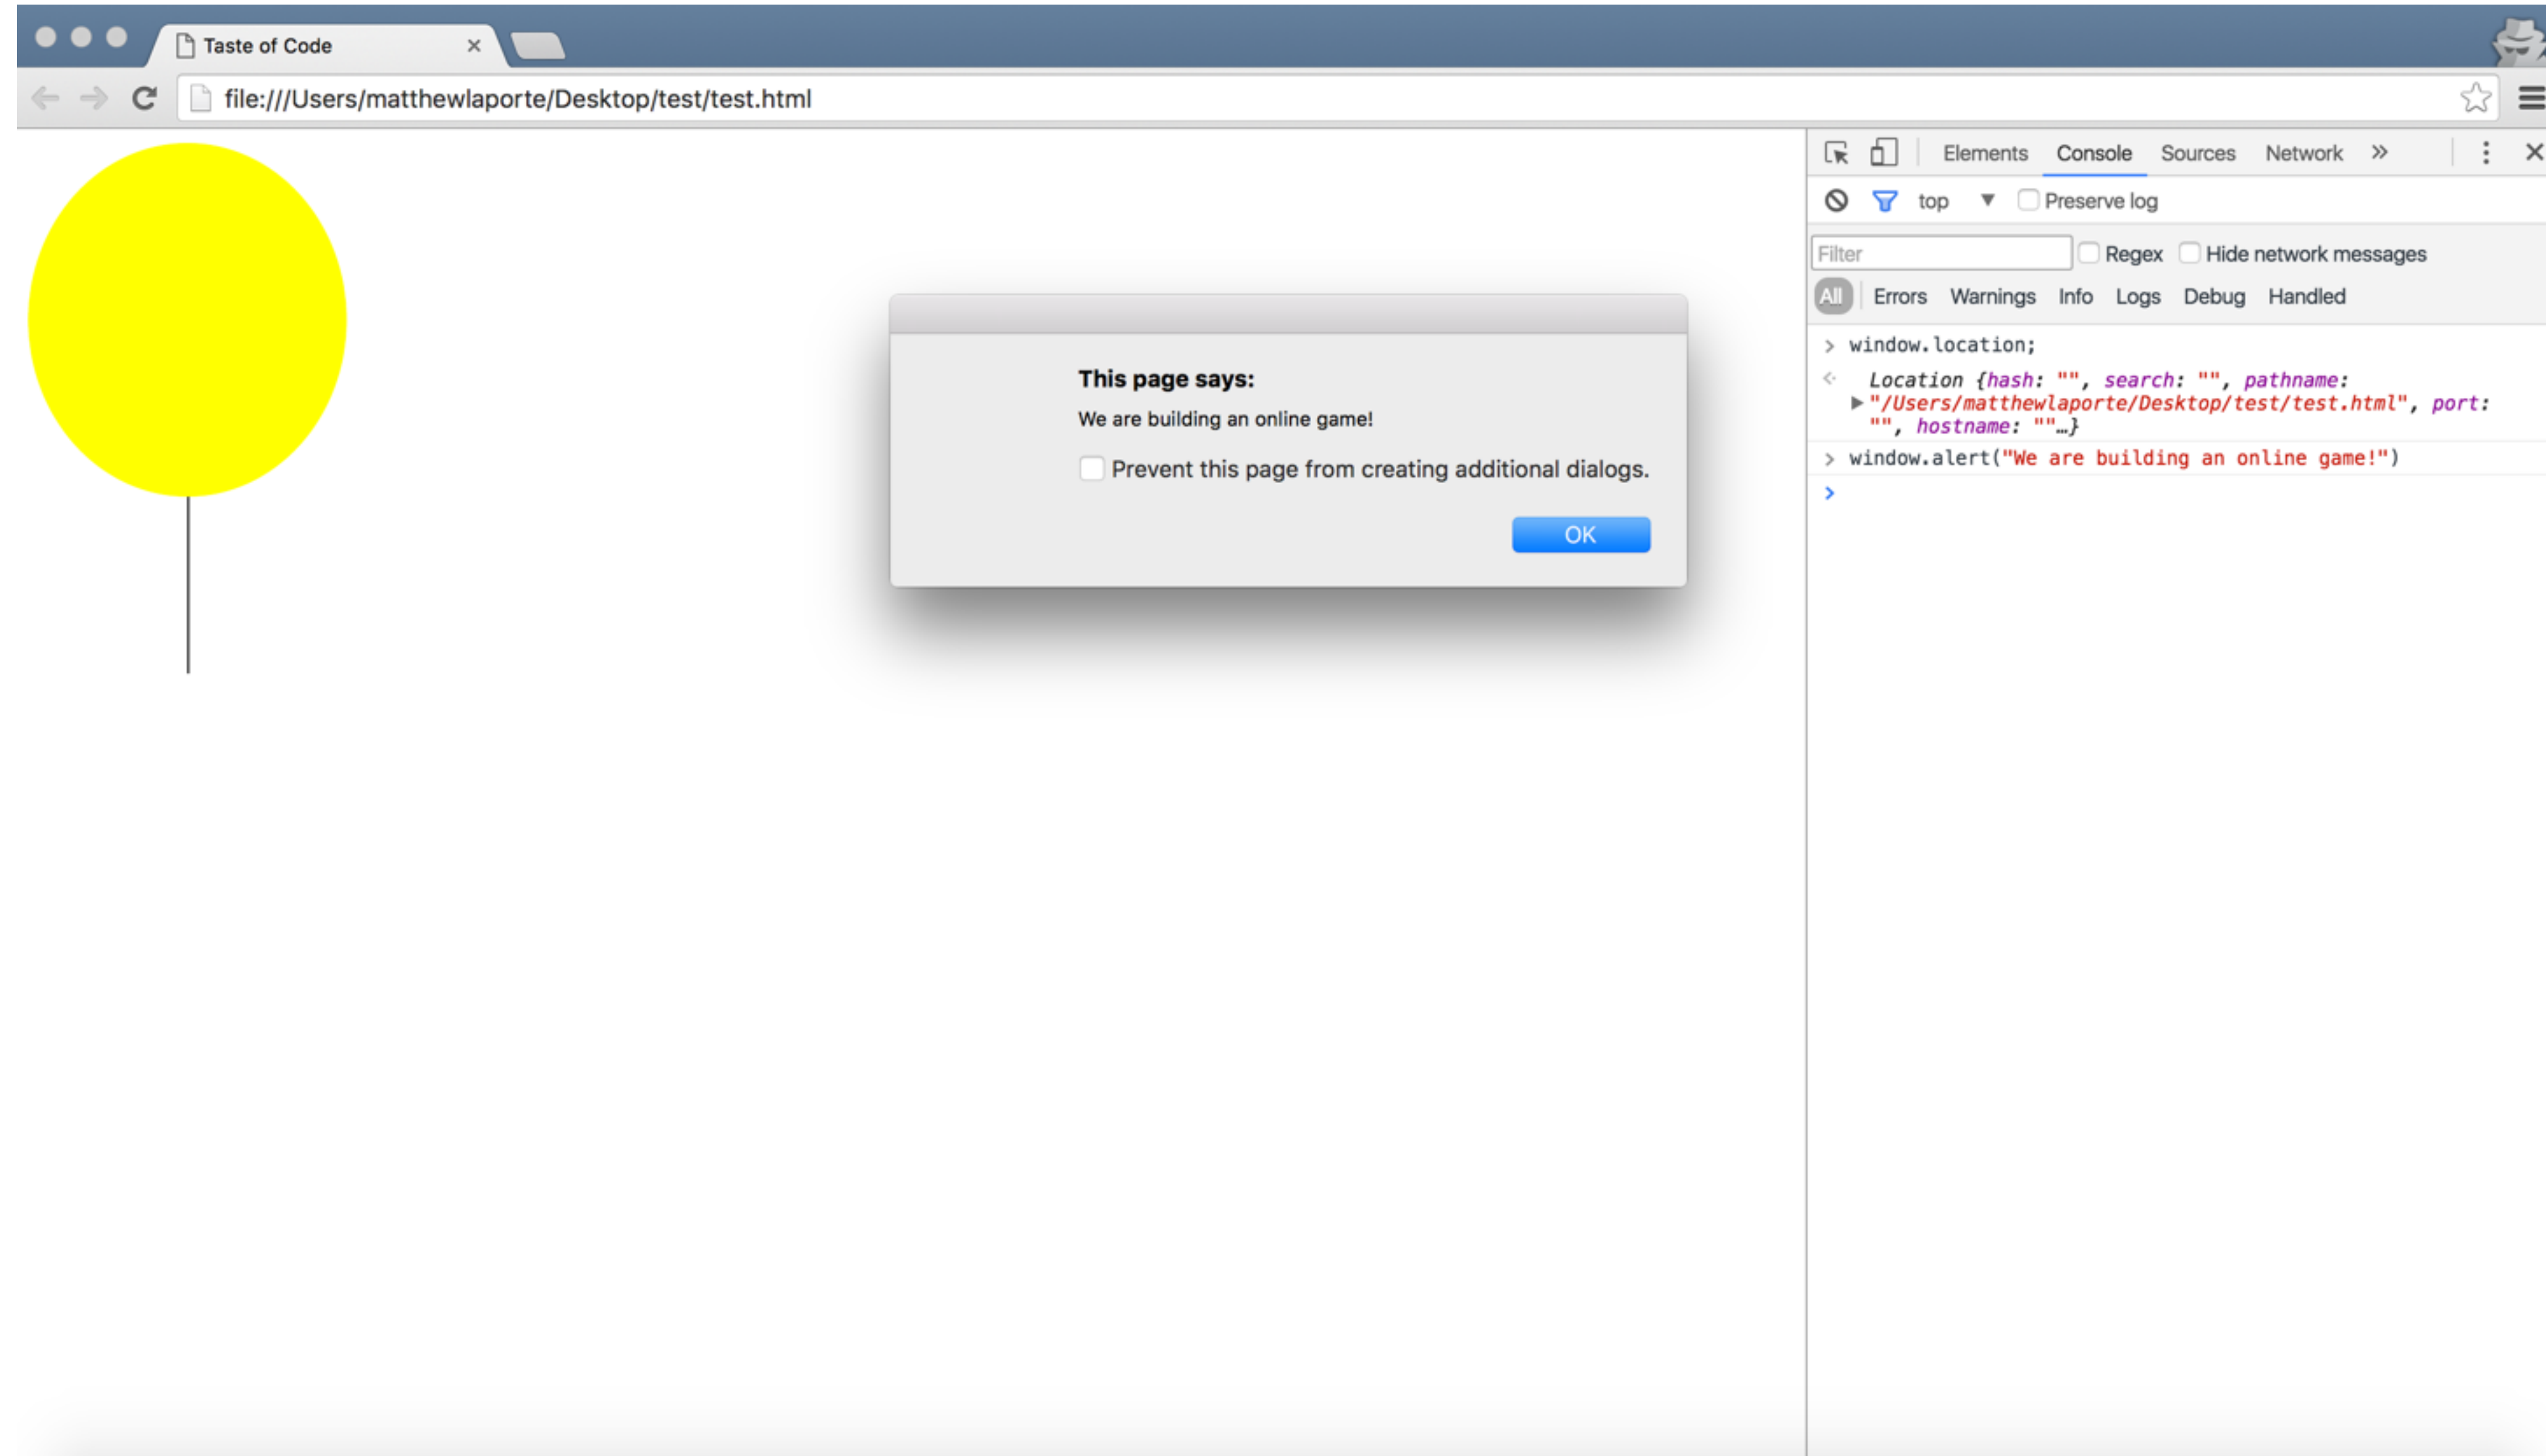 Taste of Code
file:///Users/matthewlaporte/Desktop/test/test.html
Elements Console Sources Network
top Preserve log
Filter Regex Hide network messages
All Errors Warnings Info Logs Debug Handled
> window.location;
Location {hash: "", search: "", pathname:
"/Users/matthewlaporte/Desktop/test/test.html", port:
"", hostname: ""…}
> window.alert("We are building an online game!")
>
This page says:
We are building an online game!
Prevent this page from creating additional dialogs.
OK